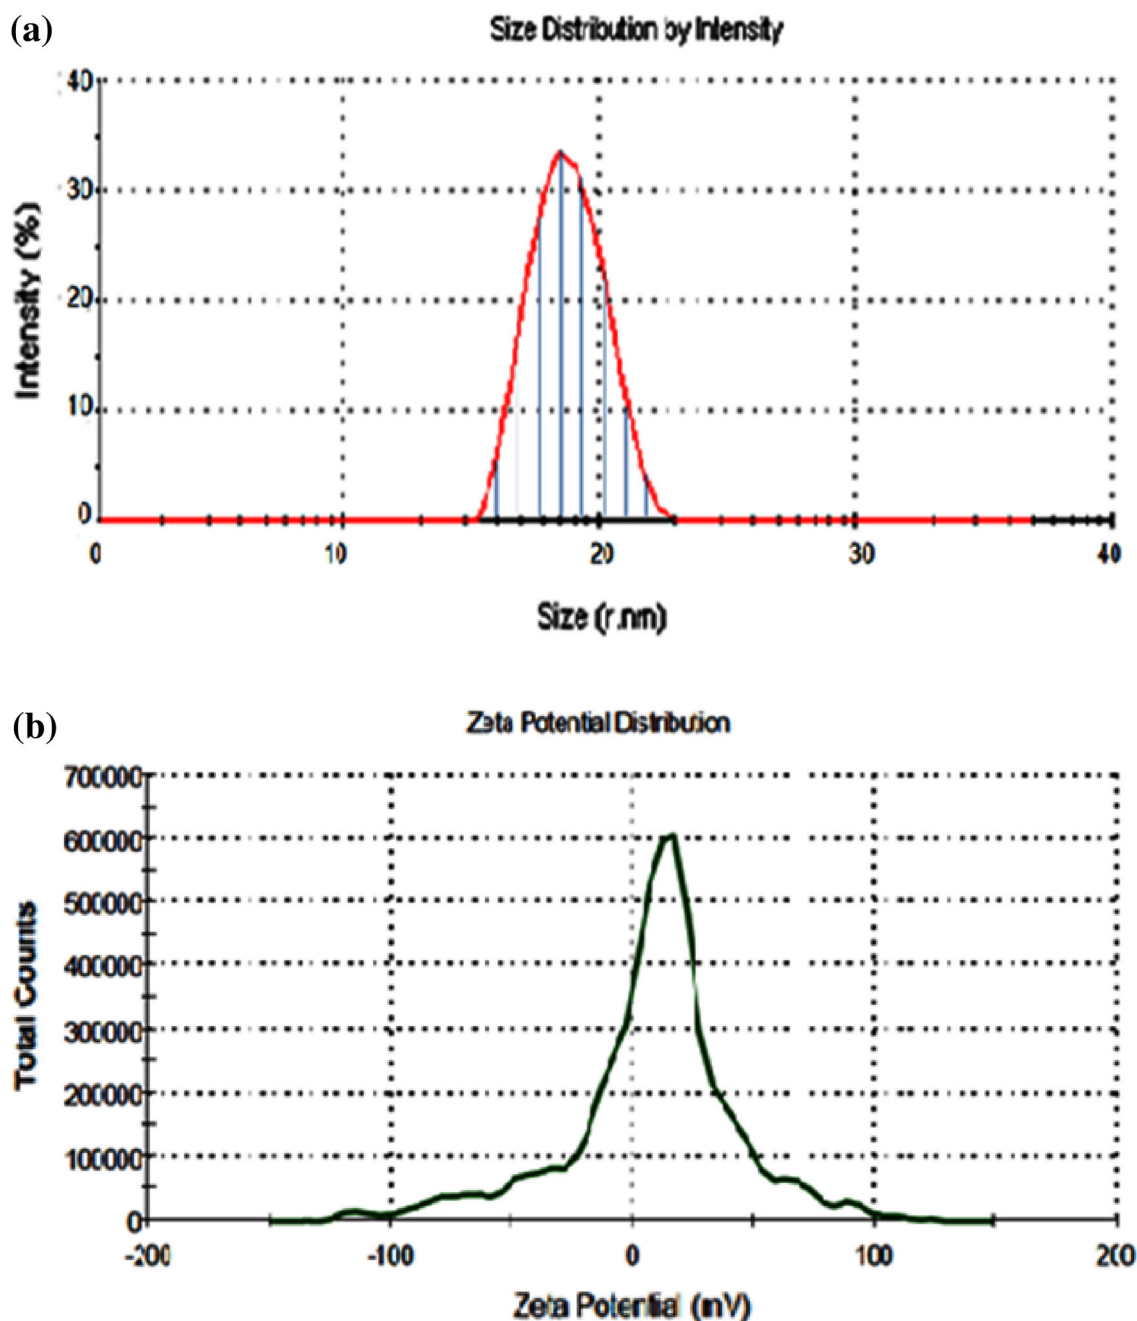 (a)
Size Distribution by Intensity
40
30
20
10
0
Intensity (%)
0 10 20 30 40
Size (r.nm)
(b)
Zeta Potential Distribution
700000
600000
500000
400000
300000
200000
100000
0
Total Counts
-200 -100 0 100 200
Zeta Potential (mV)